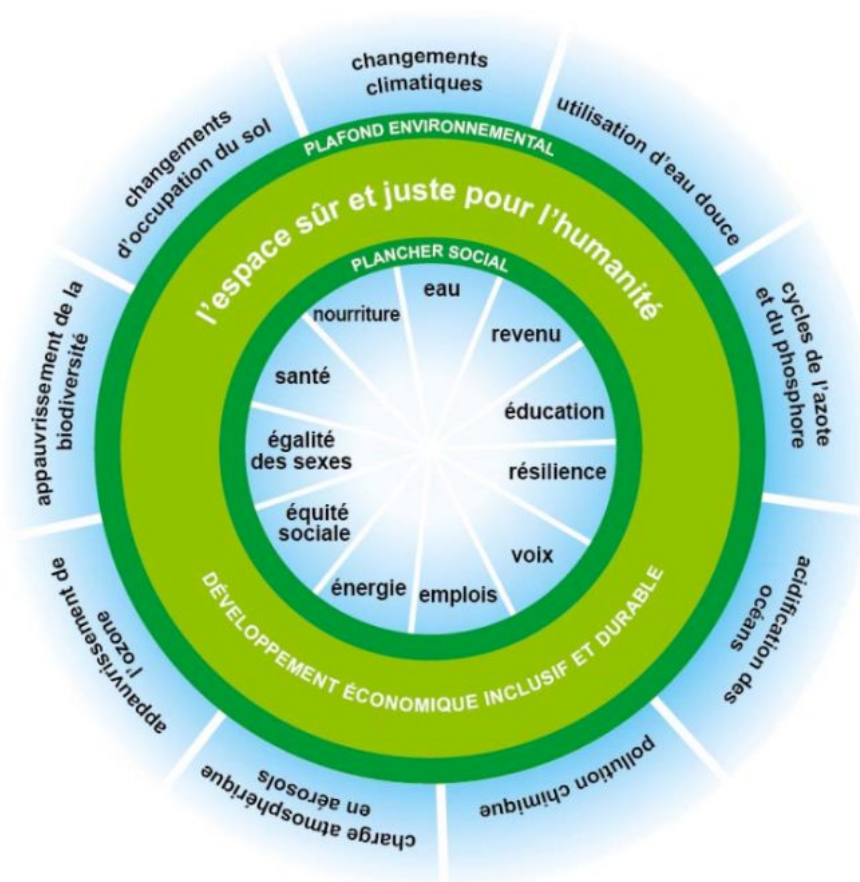 changements
climatiques
utilisation d'eau douce
cycles de l'azote
et du phosphore
acidification des
océans
pollution chimique
charge atmosphérique
en aérosols
appauvrissement de
l'ozone
appauvrissement de la
biodiversité
changements
d'occupation du sol
PLAFOND ENVIRONNEMENTAL
l'espace sûr et juste pour l'humanité
PLANCHER SOCIAL
eau
revenu
éducation
résilience
voix
emplois
énergie
équité
sociale
égalité
des sexes
santé
nourriture
DÉVELOPPEMENT ÉCONOMIQUE INCLUSIF ET DURABLE